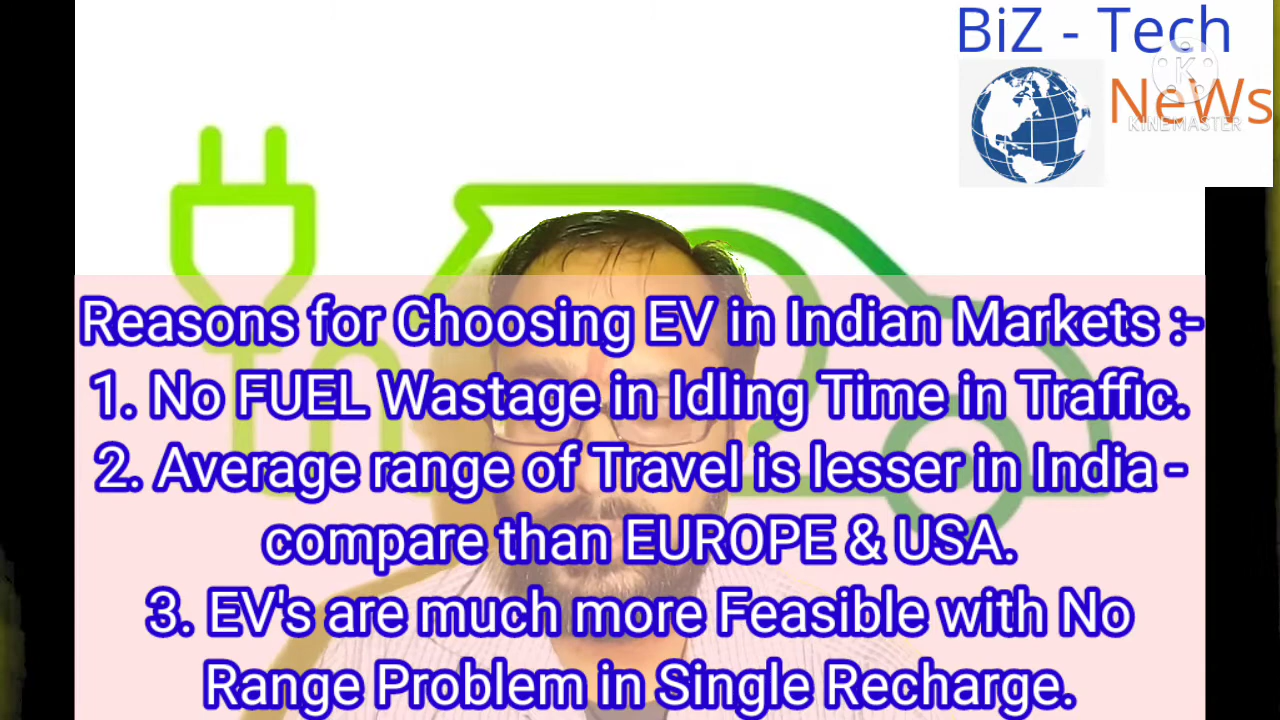 BiZ - Tech
NeWs
K
KINEMASTER
Reasons for Choosing EV in Indian Markets :-
1. No FUEL Wastage in Idling Time in Traffic.
2. Average range of Travel is lesser in India -
compare than EUROPE & USA.
3. EV's are much more Feasible with No
Range Problem in Single Recharge.